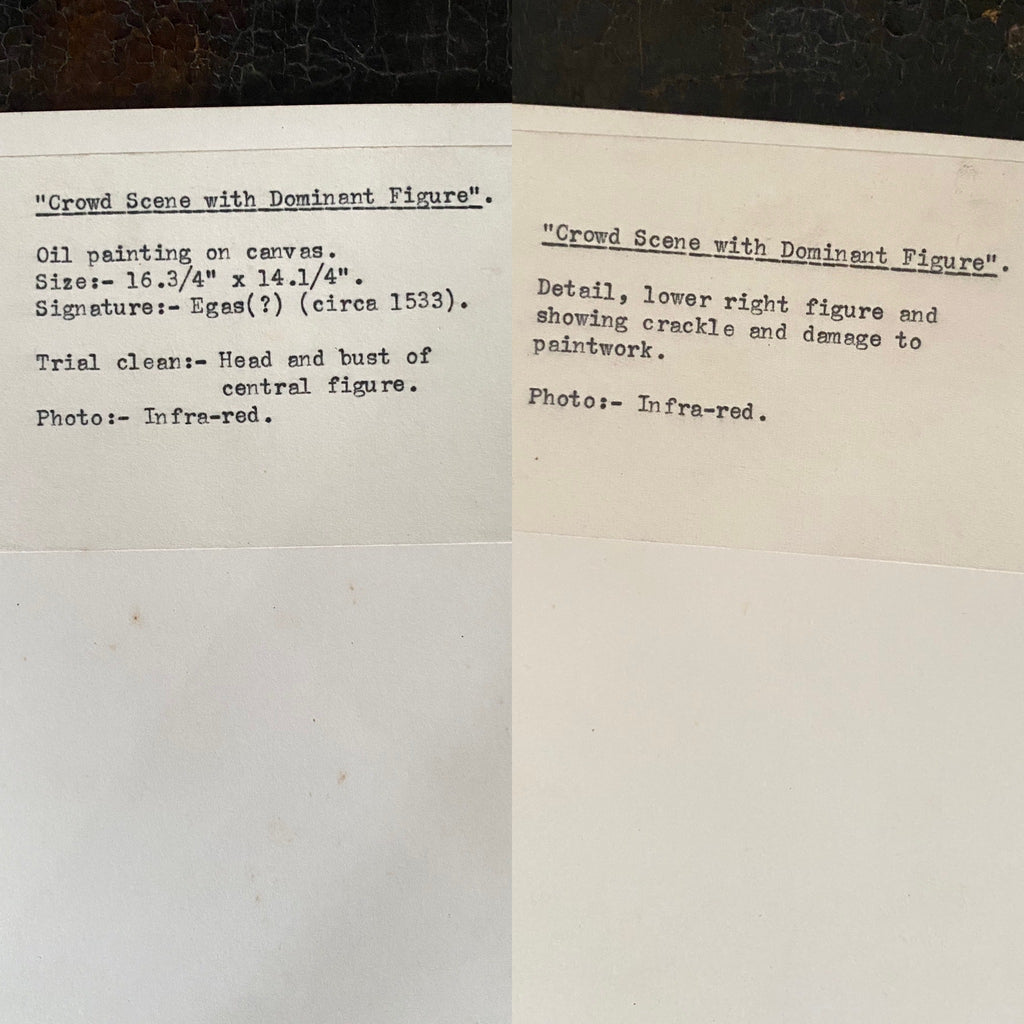 "Crowd Scene with Dominant Figure".
Oil painting on canvas.
Size:- 16.3/4" x 14.1/4".
Signature:- Egas(?) (circa 1533).
Trial clean:- Head and bust of
central figure.
Photo:- Infra-red.
"Crowd Scene with Dominant Figure".
Detail, lower right figure and
showing crackle and damage to
paintwork.
Photo:- Infra-red.